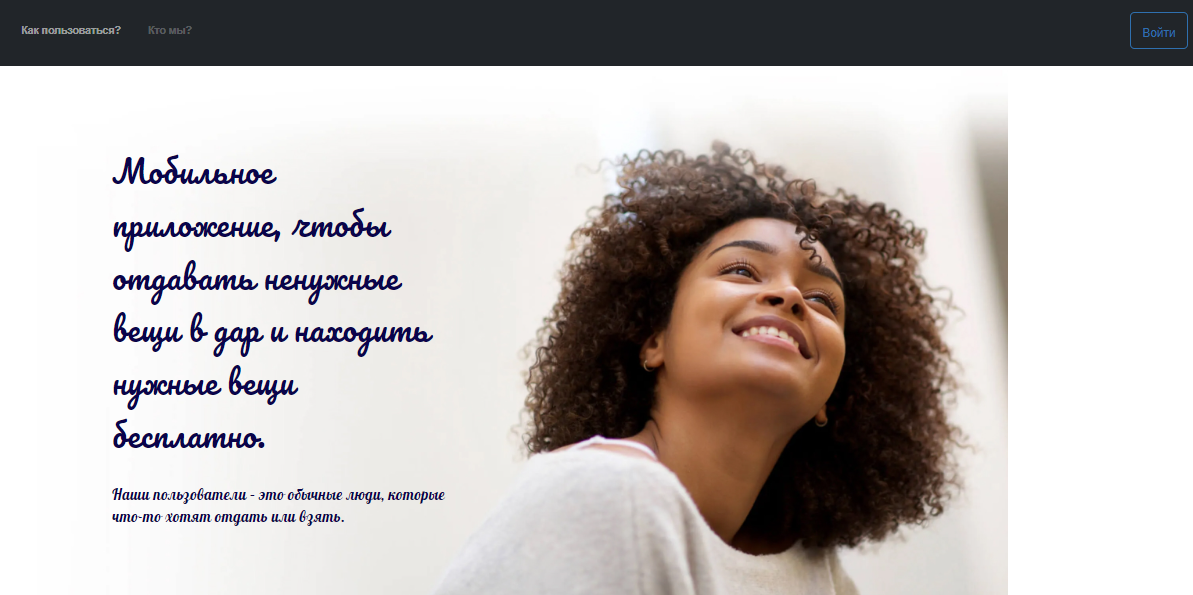 Как пользоваться? Кто мы? Войти
Мобильное
приложение, чтобы
отдавать ненужные
вещи в дар и находить
нужные вещи
бесплатно.
Наши пользователи - это обычные люди, которые
что-то хотят отдать или взять.